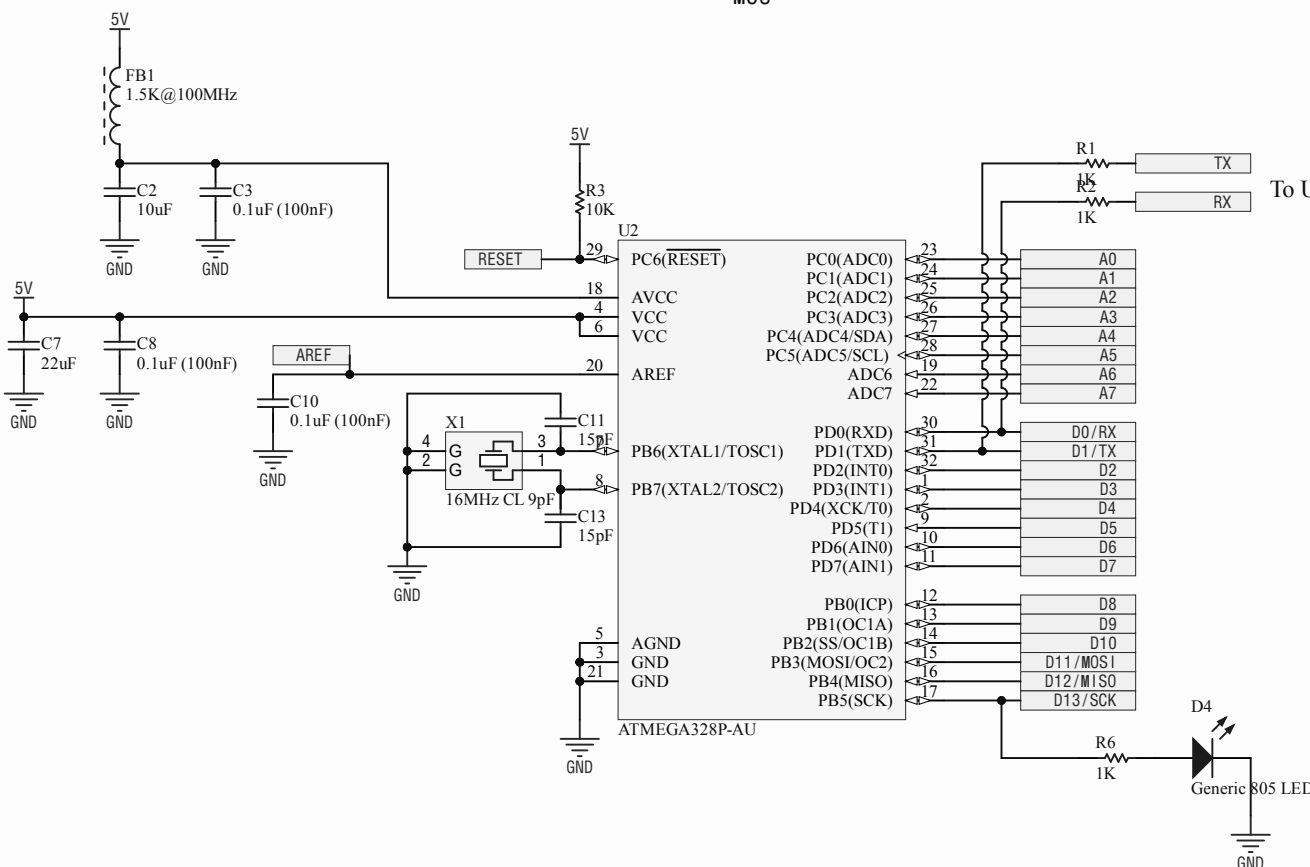 MCU
5V
FB1
1.5K@100MHz
C2
10uF
C3
0.1uF (100nF)
GND
GND
5V
R3
10K
RESET
5V
C7
22uF
C8
0.1uF (100nF)
GND
GND
AREF
C10
0.1uF (100nF)
GND
X1
4
G
2
G
3
1
16MHz CL 9pF
C11
15pF
C13
15pF
GND
U2
29
PC6(RESET)
18
AVCC
4
VCC
6
VCC
20
AREF
7
PB6(XTAL1/TOSC1)
8
PB7(XTAL2/TOSC2)
5
AGND
3
GND
21
GND
GND
ATMEGA328P-AU
PC0(ADC0) 23 A0
PC1(ADC1) 24 A1
PC2(ADC2) 25 A2
PC3(ADC3) 26 A3
PC4(ADC4/SDA) 27 A4
PC5(ADC5/SCL) 28 A5
ADC6 19 A6
ADC7 22 A7
PD0(RXD) 30 D0/RX
PD1(TXD) 31 D1/TX
PD2(INT0) 32 D2
PD3(INT1) 1 D3
PD4(XCK/T0) 2 D4
PD5(T1) 9 D5
PD6(AIN0) 10 D6
PD7(AIN1) 11 D7
PB0(ICP) 12 D8
PB1(OC1A) 13 D9
PB2(SS/OC1B) 14 D10
PB3(MOSI/OC2) 15 D11/MOSI
PB4(MISO) 16 D12/MISO
PB5(SCK) 17 D13/SCK
R1
1K
TX
R2
1K
RX
To U
R6
1K
D4
Generic 805 LED
GND